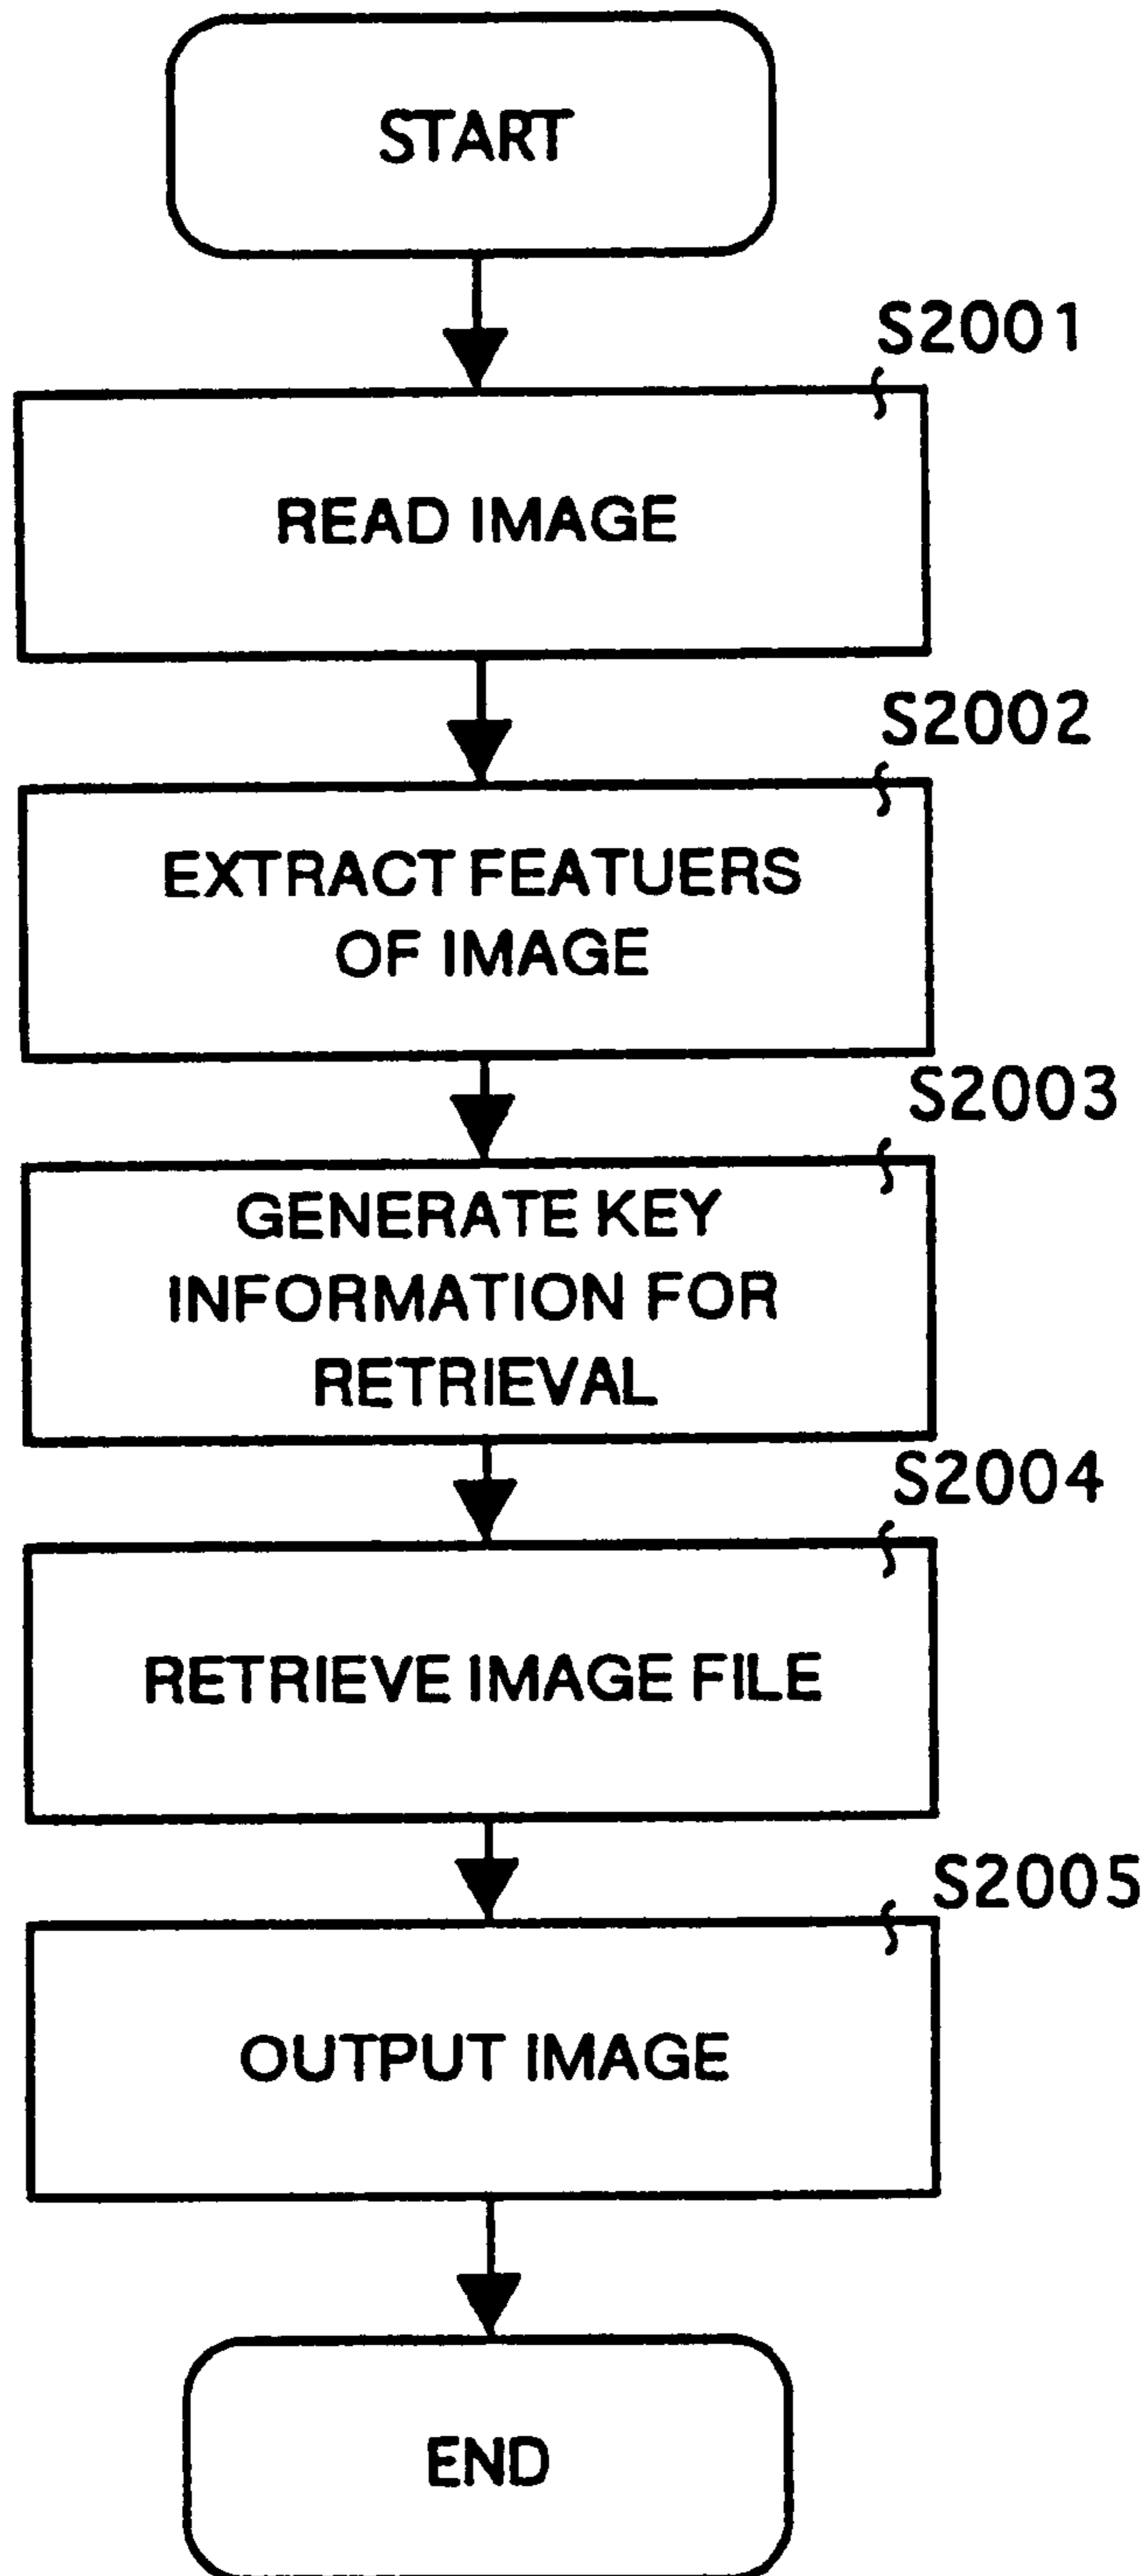 START
S2001
READ IMAGE
S2002
EXTRACT FEATUERS
OF IMAGE
S2003
GENERATE KEY
INFORMATION FOR
RETRIEVAL
S2004
RETRIEVE IMAGE FILE
S2005
OUTPUT IMAGE
END